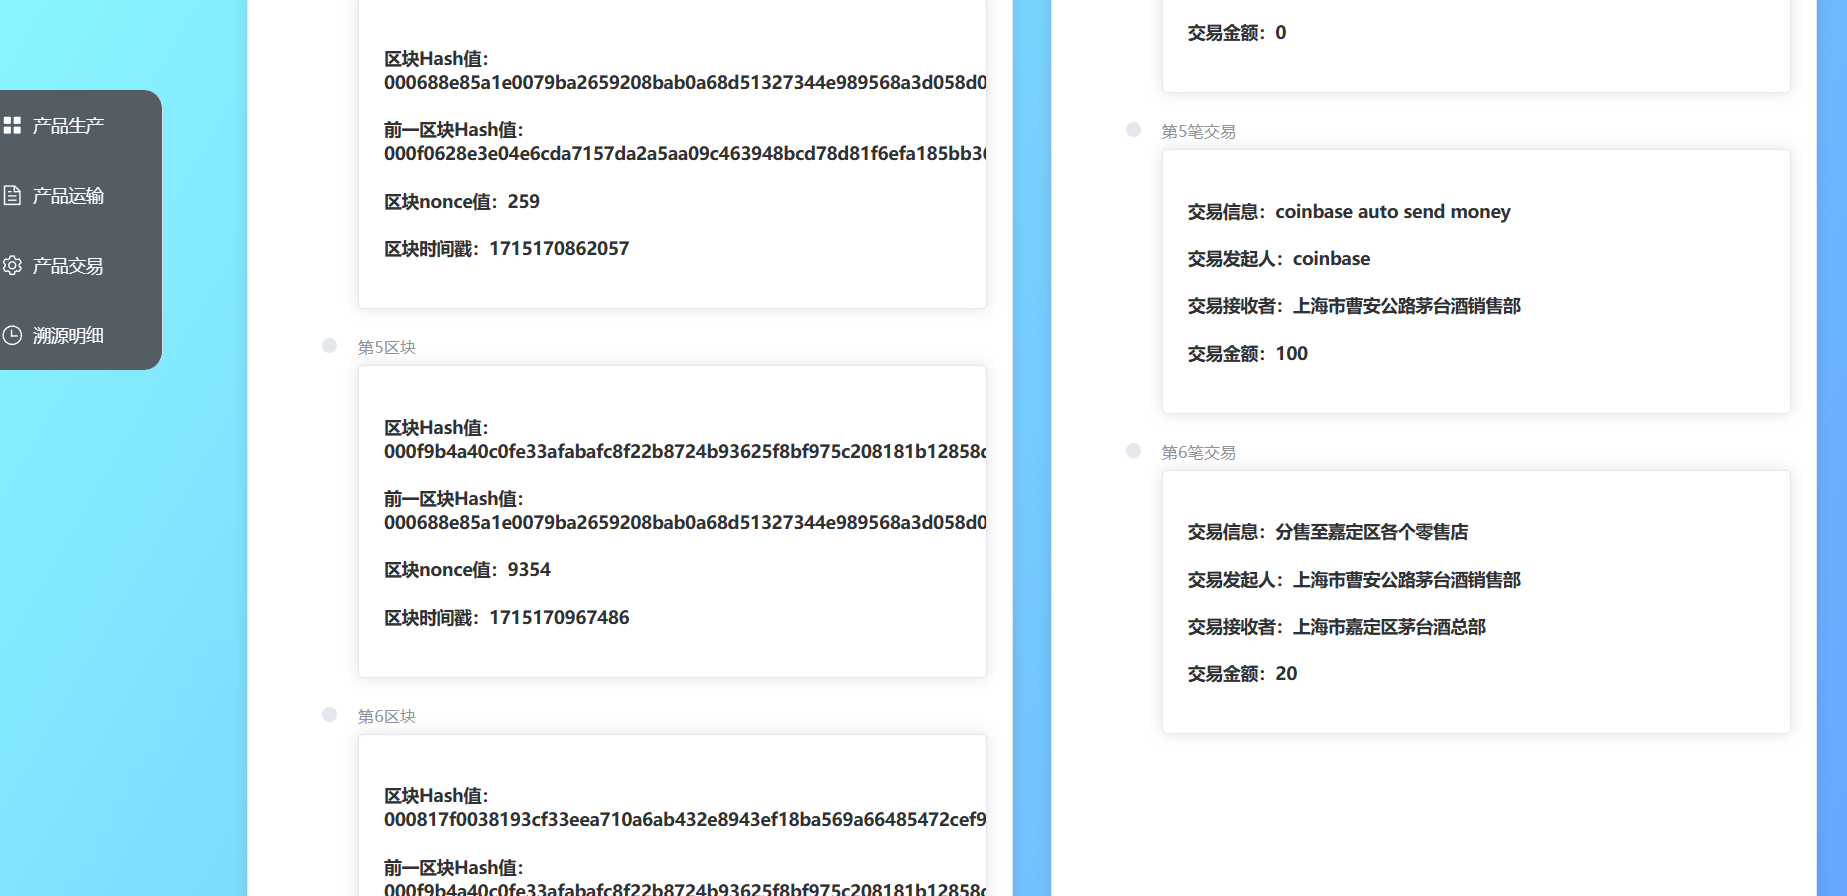 产品生产
产品运输
产品交易
溯源明细
区块Hash值：
000688e85a1e0079ba2659208bab0a68d51327344e989568a3d058d0
前一区块Hash值：
000f0628e3e04e6cda7157da2a5aa09c463948bcd78d81f6efa185bb36
区块nonce值：259
区块时间戳：1715170862057
第5区块
区块Hash值：
000f9b4a40c0fe33afabafc8f22b8724b93625f8bf975c208181b12858c
前一区块Hash值：
000688e85a1e0079ba2659208bab0a68d51327344e989568a3d058d0
区块nonce值：9354
区块时间戳：1715170967486
第6区块
区块Hash值：
000817f0038193cf33eea710a6ab432e8943ef18ba569a66485472cef9
前一区块Hash值：
000f9b4a40c0fe33afabafc8f22b8724b93625f8bf975c208181b12858c
交易金额：0
第5笔交易
交易信息：coinbase auto send money
交易发起人：coinbase
交易接收者：上海市曹安公路茅台酒销售部
交易金额：100
第6笔交易
交易信息：分售至嘉定区各个零售店
交易发起人：上海市曹安公路茅台酒销售部
交易接收者：上海市嘉定区茅台酒总部
交易金额：20